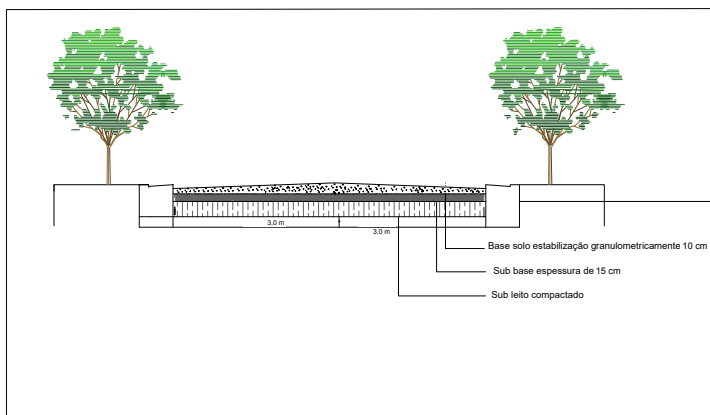 3,0 m
3,0 m
Base solo estabilização granulometricamente 10 cm
Sub base espessura de 15 cm
Sub leito compactado